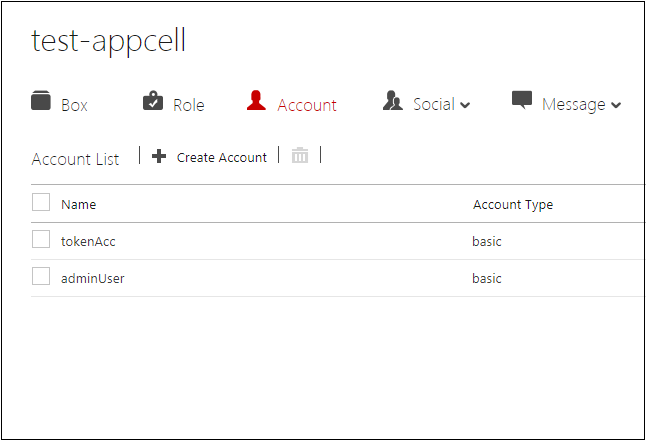 test-appcell
Box Role Account Social Message
Account List Create Account
Name Account Type
tokenAcc basic
adminUser basic